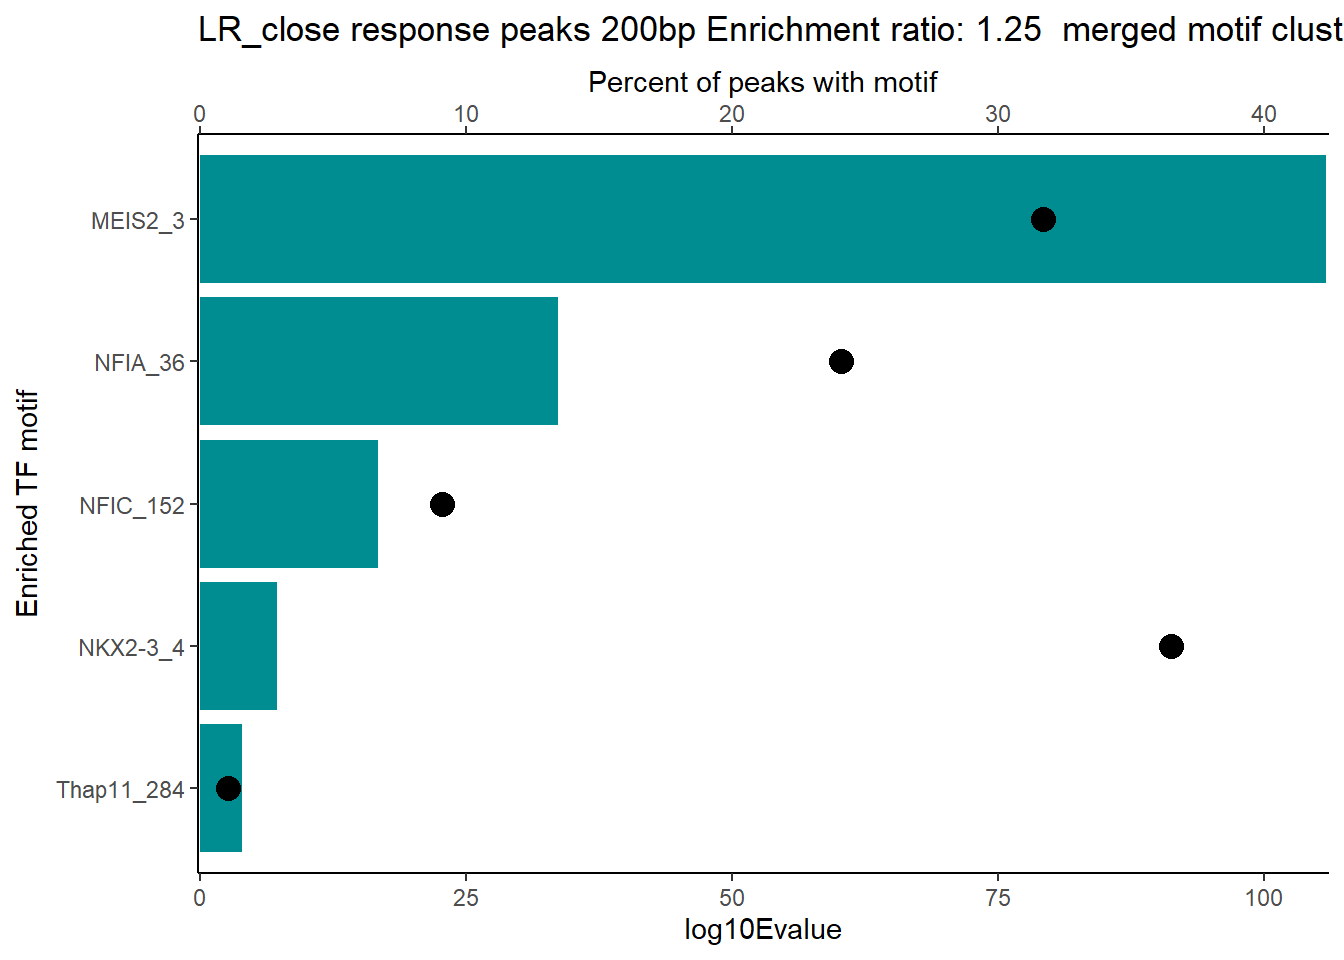 LR_close response peaks 200bp Enrichment ratio: 1.25  merged motif clust
Percent of peaks with motif
0 10 20 30 40
MEIS2_3
NFIA_36
NFIC_152
NKX2-3_4
Thap11_284
Enriched TF motif
0 25 50 75 100
log10Evalue